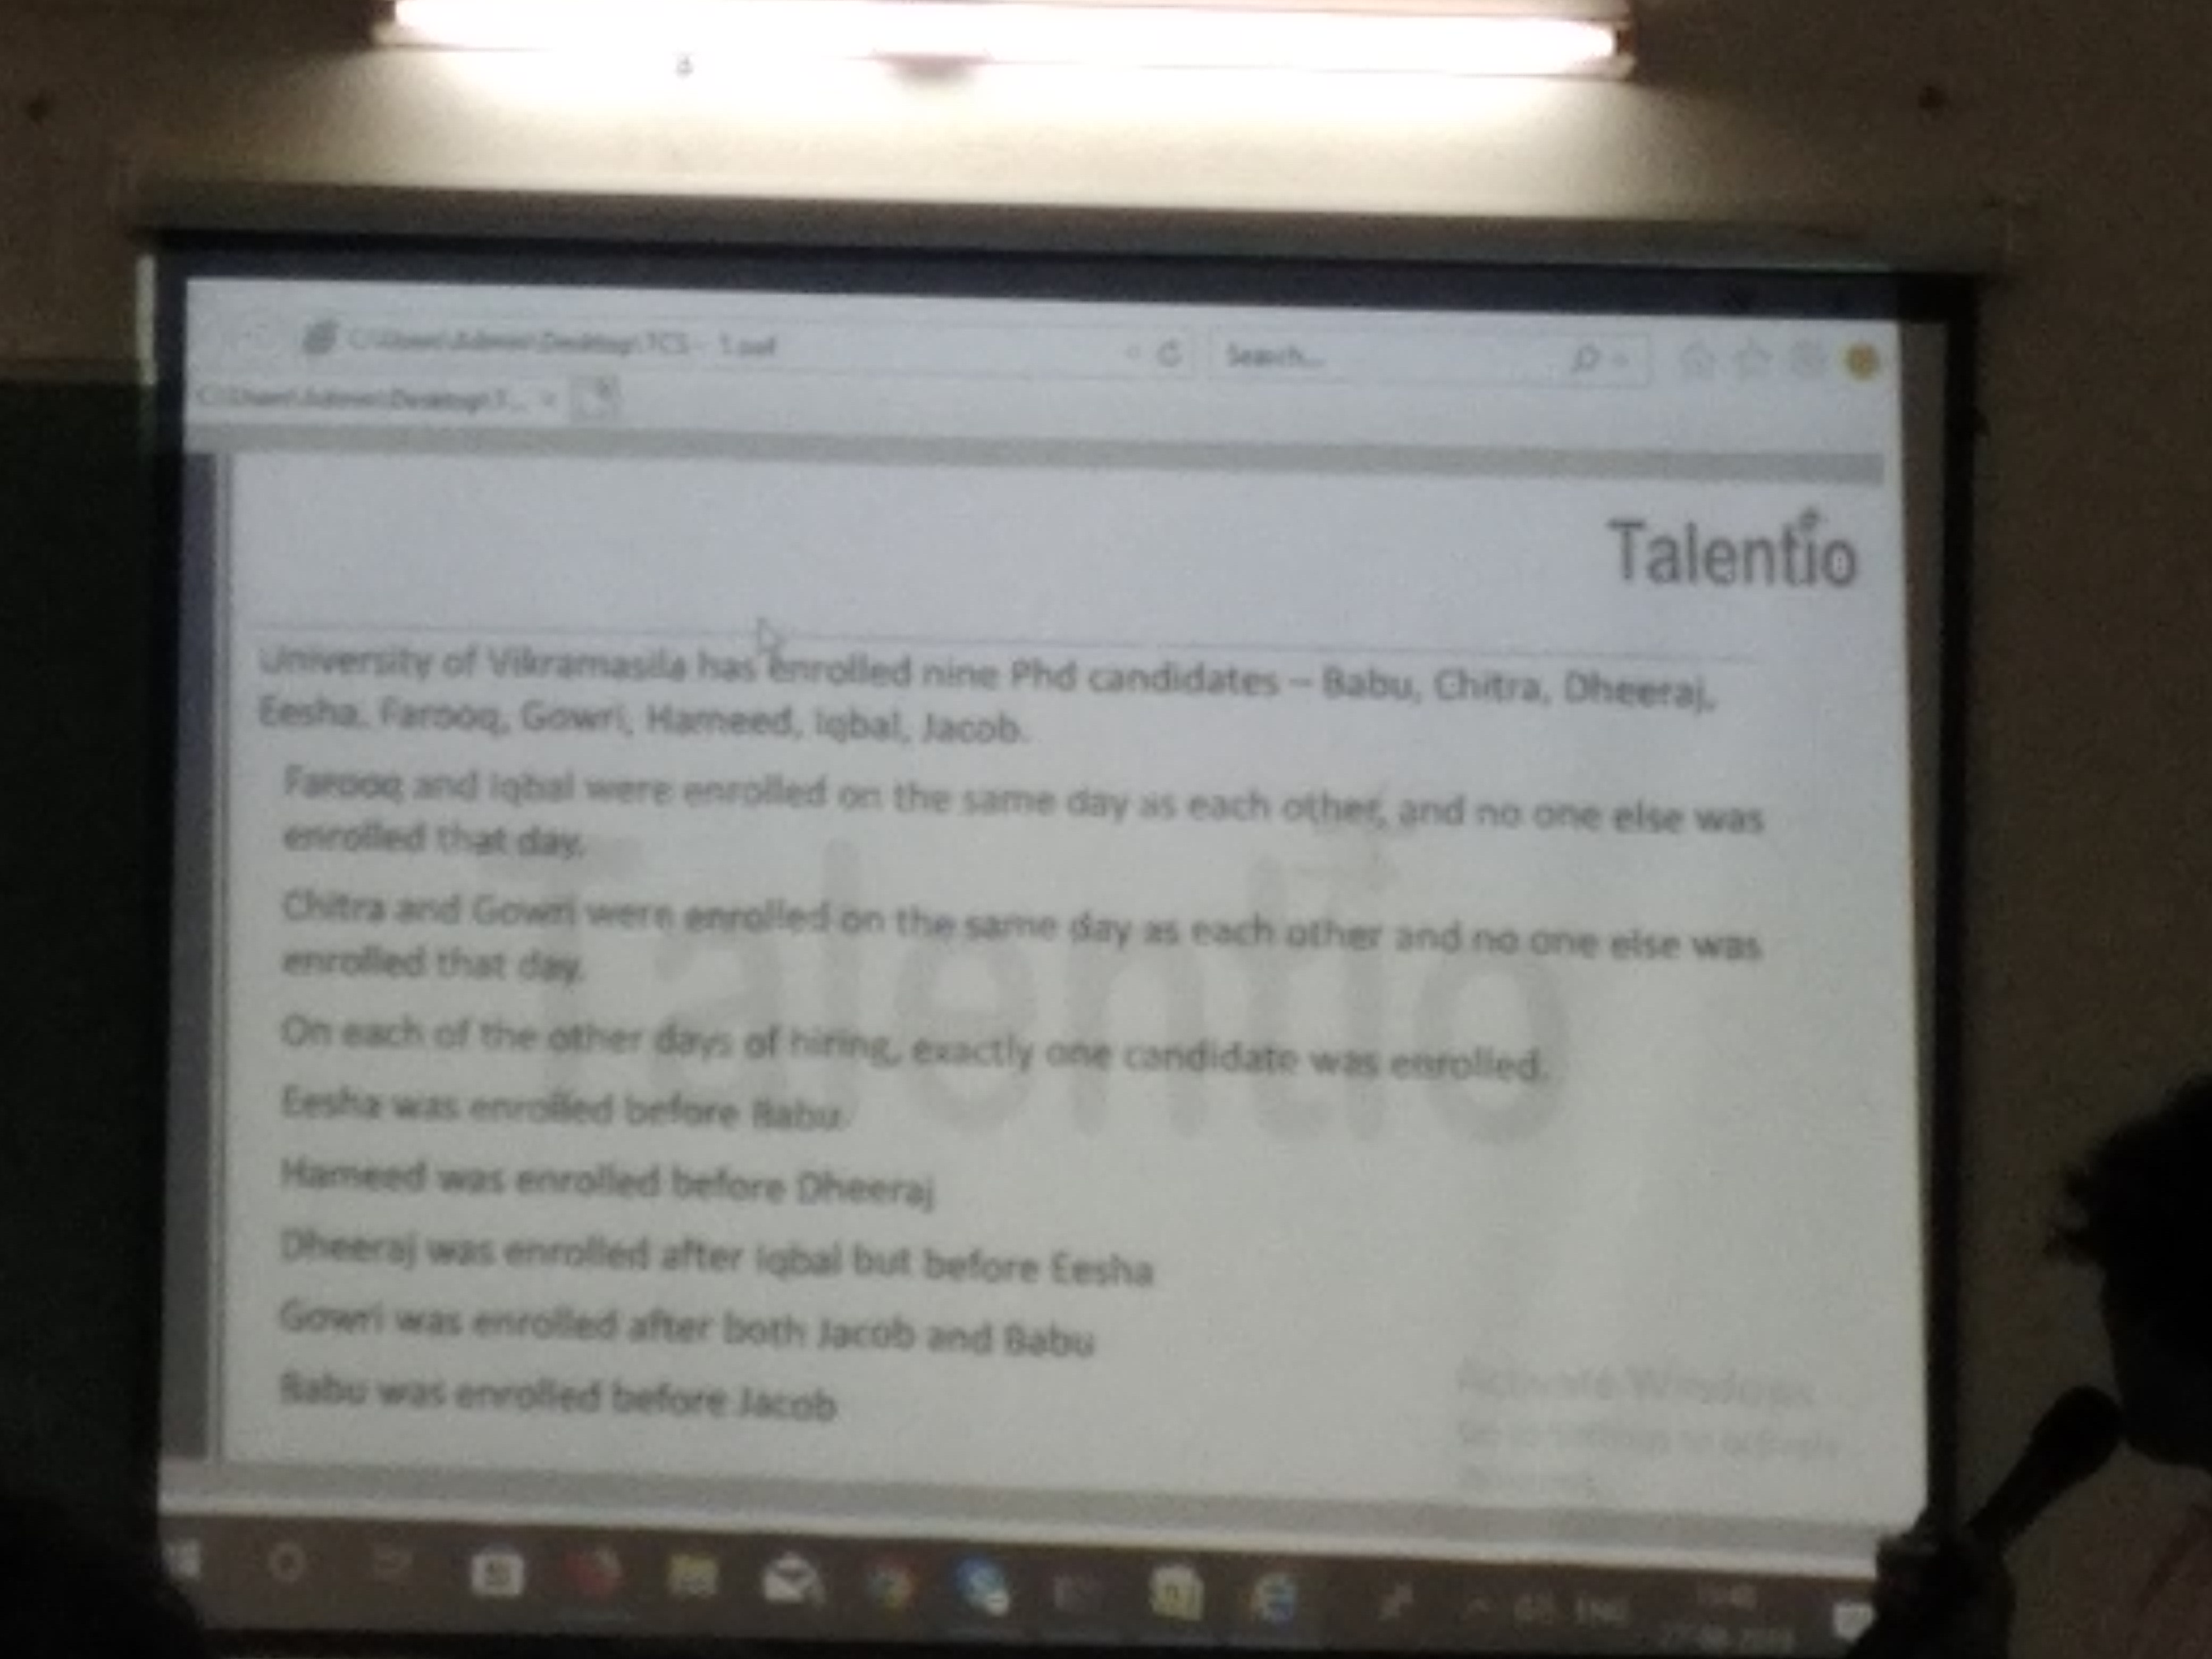 C:\Users\Admin\Desktop\TCS - 1.pdf
Search...
C:\Users\Admin\Desktop\T...
Talentio
University of Vikramasila has enrolled nine Phd candidates – Babu, Chitra, Dheeraj,
Eesha, Farooq, Gowri, Hameed, Iqbal, Jacob.
Farooq and Iqbal were enrolled on the same day as each other, and no one else was
enrolled that day.
Chitra and Gowri were enrolled on the same day as each other and no one else was
enrolled that day.
On each of the other days of hiring, exactly one candidate was enrolled.
Eesha was enrolled before Babu.
Hameed was enrolled before Dheeraj
Dheeraj was enrolled after Iqbal but before Eesha
Gowri was enrolled after both Jacob and Babu
Babu was enrolled before Jacob
Talentio
Activate Windows
Go to Settings to activate
ENG